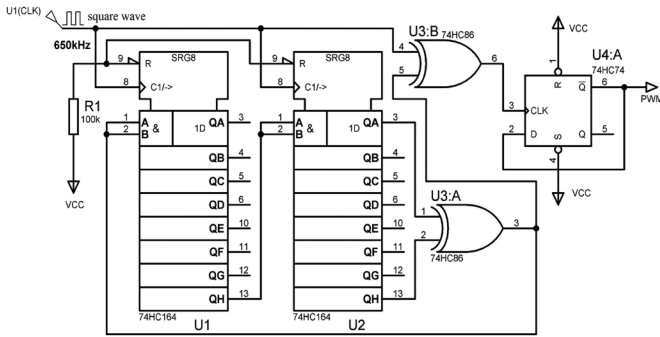 U1(CLK) square wave
650kHz
R1
100k
VCC
9 R SRG8
8 C1/->
1 A
2 B
& 1D QA 3
QB 4
QC 5
QD 6
QE 10
QF 11
QG 12
QH 13
74HC164 U1
9 R SRG8
8 C1/->
1 A
2 B
& 1D QA 3
QB 4
QC 5
QD 6
QE 10
QF 11
QG 12
QH 13
74HC164 U2
U3:B
74HC86
4
5
6
U3:A
1
2
3
74HC86
VCC
U4:A
74HC74
1
R
Q 6
3 CLK
2 D
S
Q 5
4
VCC
PWM